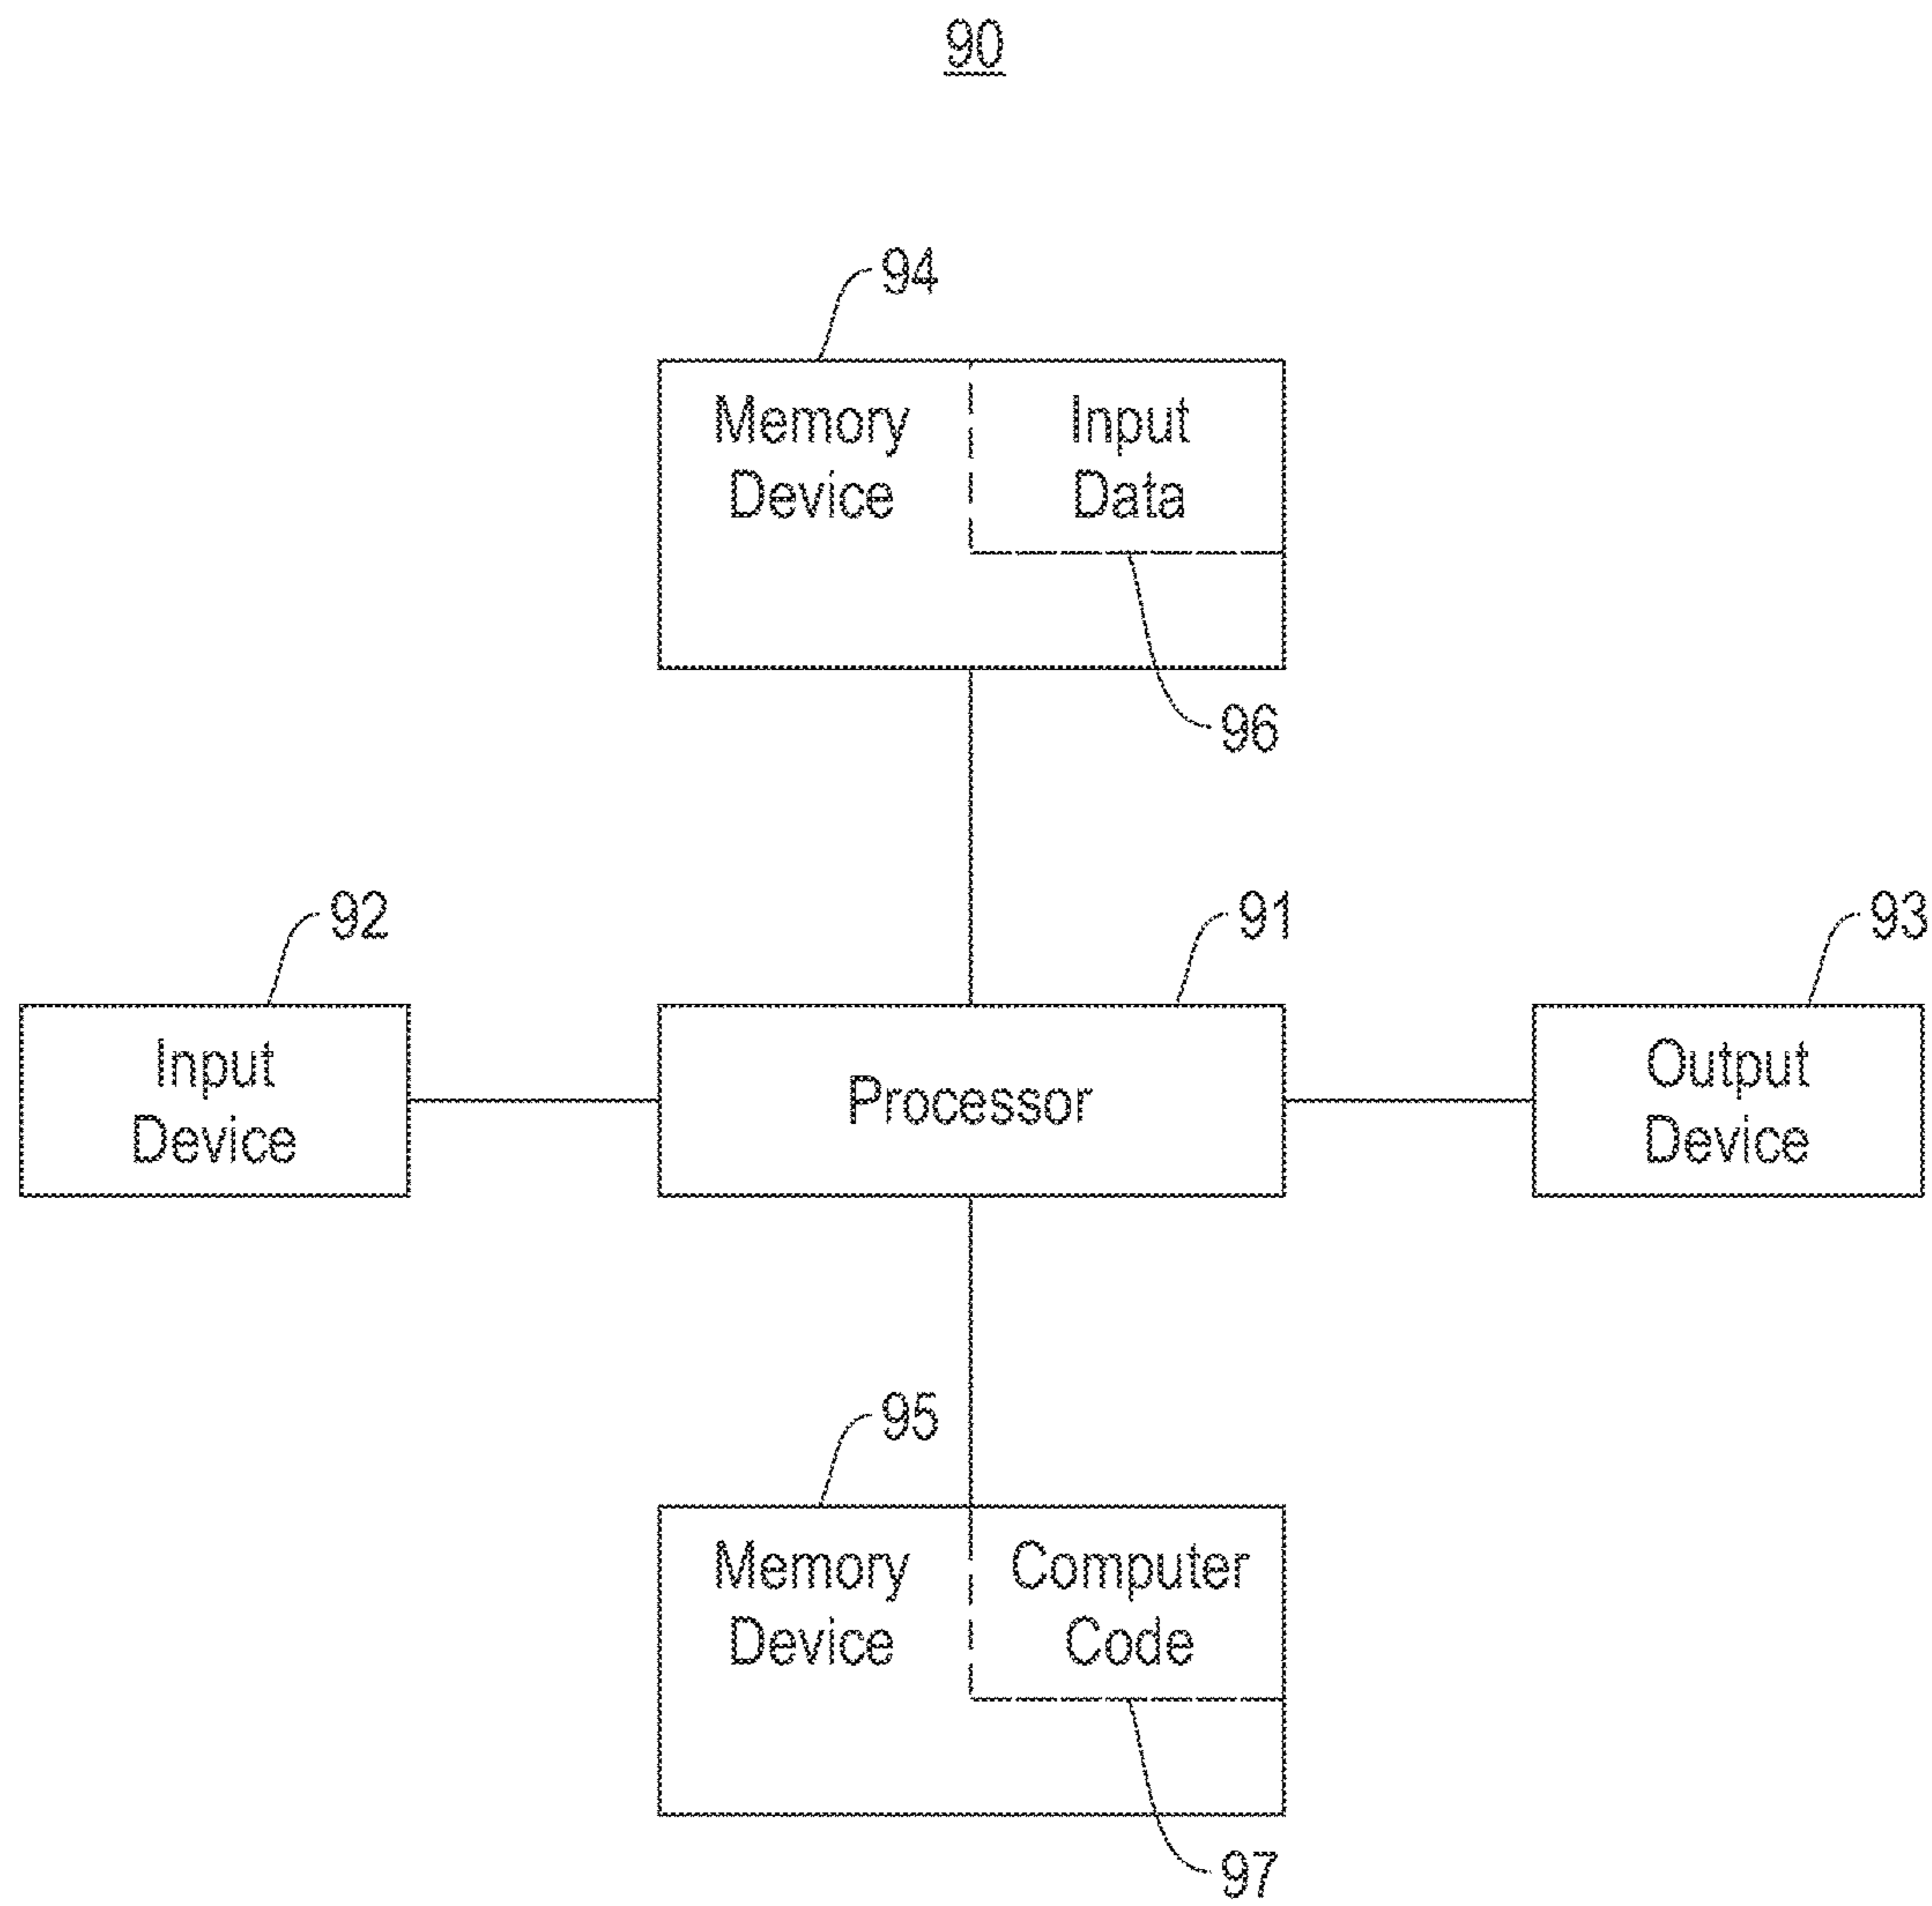 90
94
Memory
Device
Input
Data
96
92
91
93
Input
Device
Processor
Output
Device
95
Memory
Device
Computer
Code
97